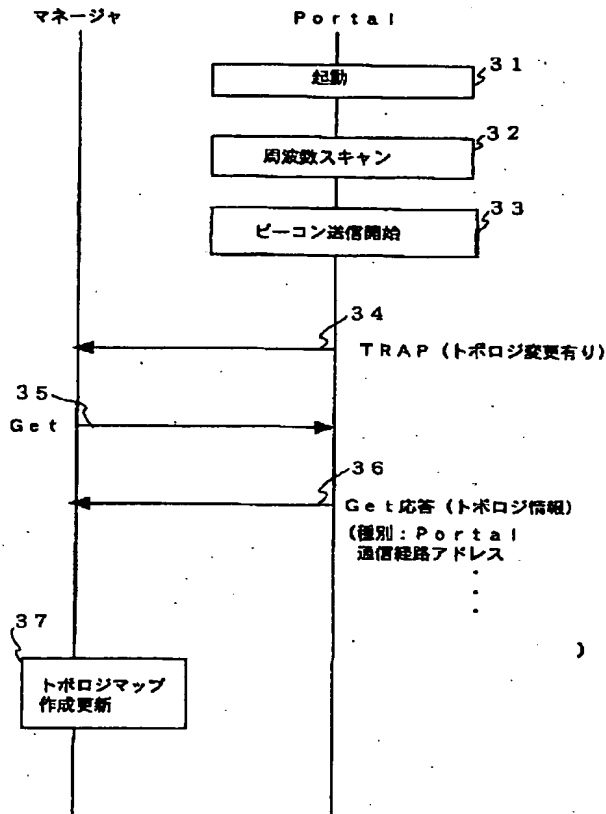 マネージャ
Ｐｏｒｔａｌ
起動
３１
周波数スキャン
３２
ビーコン送信開始
３３
３４
ＴＲＡＰ（トポロジ変更有り）
３５
Ｇｅｔ
３６
Ｇｅｔ応答（トポロジ情報）
（種別：Ｐｏｒｔａｌ
通信経路アドレス
・
・
・
）
３７
トポロジマップ
作成更新